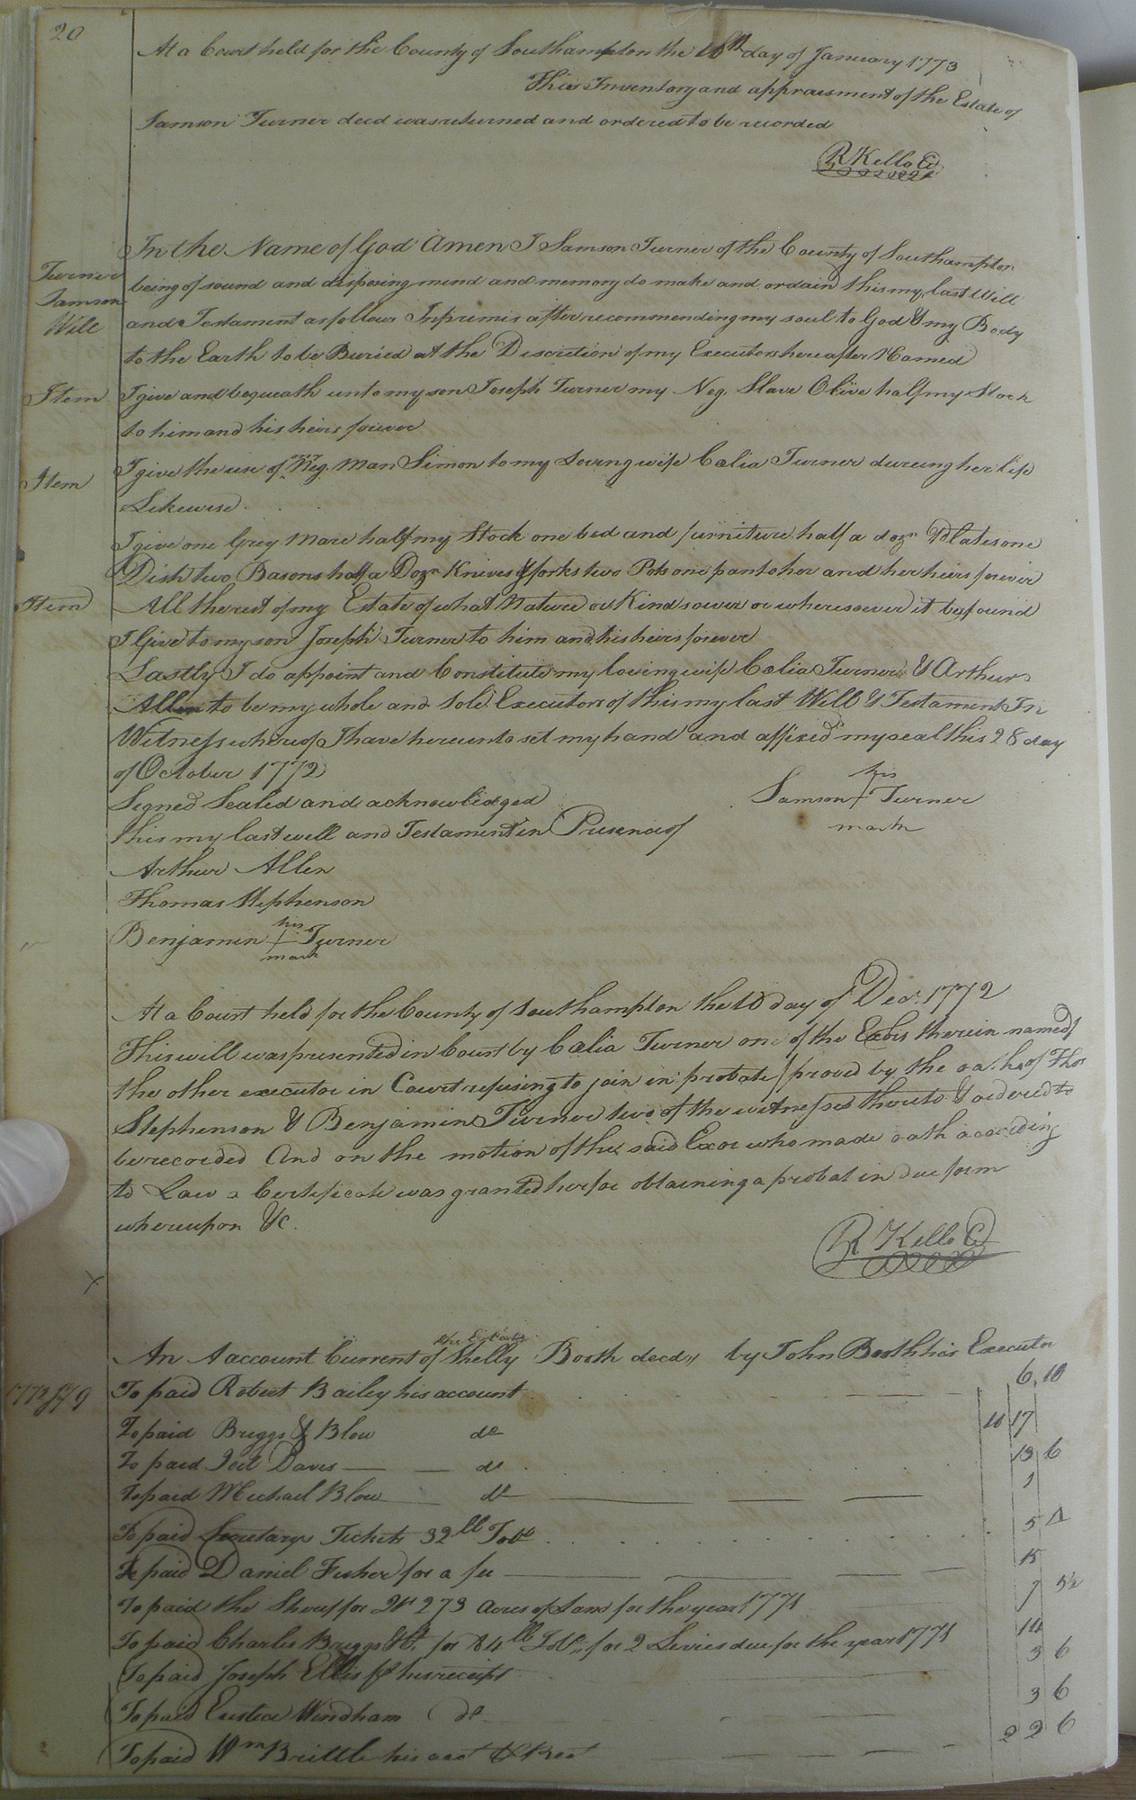 20
At a Court held for the County of Southampton the 10th day of January 1773
This Inventory and appraisment of the Estate of
Samson Turner decd was returned and ordered to be recorded
R Kello Cl
Turner
Samson
Will
In the Name of God Amen I Samson Turner of the County of Southampton
being of sound and disposing mind and memory do make and ordain this my last Will
and Testament as follows Inprimis after recommending my soul to God & my Body
to the Earth to be Buried at the Discretion of my Executors hereafter Named
Item I give and bequeath unto my son Joseph Turner my Neg. Slave Olive half my Stock
to him and his heirs forever
Item I give the use of my Neg. Man Simon to my loving wife Celia Turner during her life
Likewise
I give one Grey Mare half my Stock one bed and furniture half a dozn Plates one
Dish two Basons half a Dozn Knives & forks two Pots one pan to her and her heirs forever
Item All the rest of my Estate of what Nature or Kind soever or wheresoever it be found
I Give to my son Joseph Turner to him and his heirs forever
Lastly I do appoint and Constitute my loving wife Celia Turner & Arthur
Allen to be my whole and Sole Executors of this my last Will & Testament In
Witness whereof I have hereunto set my hand and affixed my seal this 28 day
of October 1772
Signed Sealed and acknowledged
his
Samson + Turner
mark
this my last will and Testament in Presence of
Arthur Allen
Thomas Stephenson
his
Benjamin + Turner
mark
At a Court held for the County of Southampton the 10 day of Decr. 1772
This will was presented in Court by Celia Turner one of the Exors therein named
the other executor in Court refusing to join in probate / proved by the oaths of Thos
Stephenson & Benjamin Turner two of the witnesses thereto & ordered to
be recorded And on the motion of the said Exor who made oath according
to Law a Certificate was granted her for obtaining a probat in due form
whereupon &c.
R Kello Cl
x
the Estate
An Aaccount Current of Shelly Booth decd, by John Booth his Executor
To paid Robert Bailey his account 6 10
To paid Briggs & Blow do 10 17
To paid Davis do 13 6
To paid Michael Blow do 1
To paid Secretarys Tickets 32 ll Tobo 5 4
To paid Daniel Fisher for a fee 15
To paid the Sheriff for 273 Acres of Land for the year 1771 7 5½
To paid Charles Briggs for 84 ll Tobo for 2 Levies due for the year 1771 14
To paid Joseph Ellis his receipt 3 6
To paid Eustice Windham do 3 6
To paid Wm Brittle his acct 2 2 6